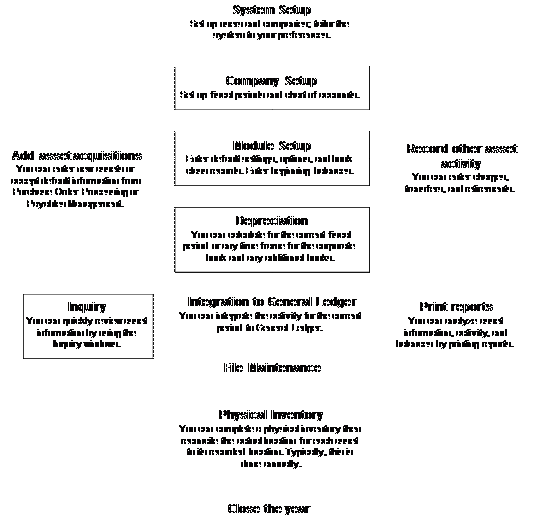 System Setup
Set up users and companies; tailor the
system to your preferences.
Company Setup
Set up fiscal periods and chart of accounts.
Add asset acquisitions
You can enter new assets or
accept default information from
Purchase Order Processing or
Payables Management.
Module Setup
Enter default settings, options, and book
class records. Enter beginning balances.
Record other asset
activity
You can enter changes,
transfers, and retirements.
Depreciation
You can calculate for the current fiscal
period or any time frame for the corporate
book and any additional books.
Inquiry
You can quickly review asset
information by using the
Inquiry windows.
Integration to General Ledger
You can integrate the activity for the current
period to General Ledger.
Print reports
You can analyze asset
information, activity, and
balances by printing reports.
File Maintenance
Physical Inventory
You can complete a physical inventory then
reconcile the actual location for each asset
to its recorded location. Typically, this is
done annually.
Close the year